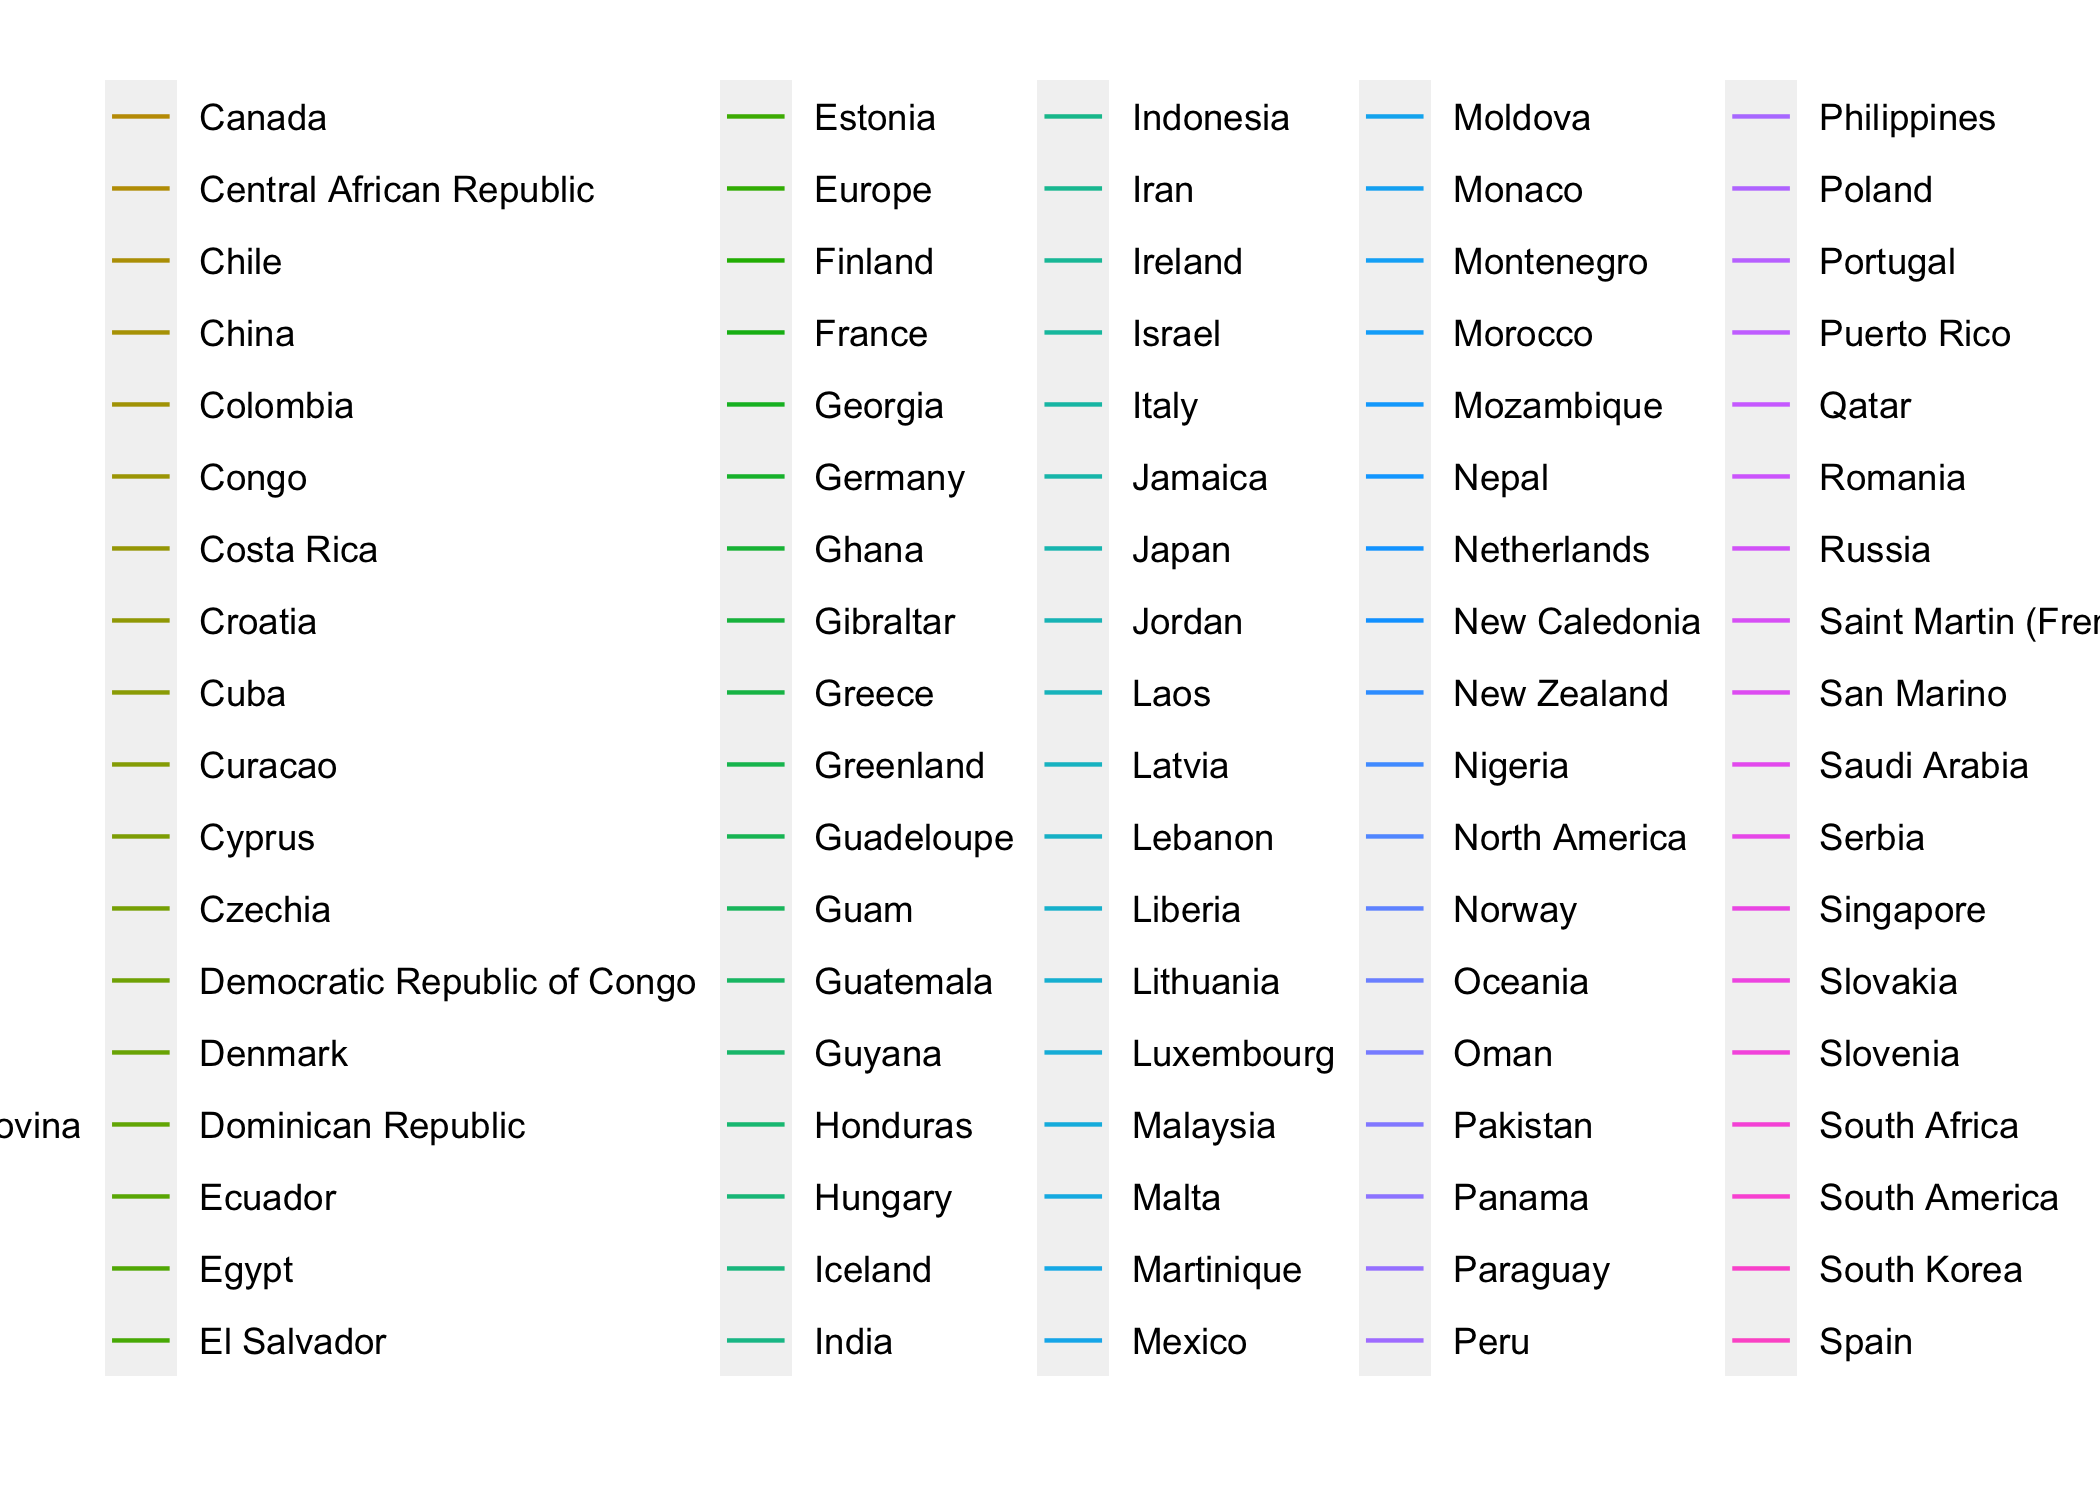 Canada
Central African Republic
Chile
China
Colombia
Congo
Costa Rica
Croatia
Cuba
Curacao
Cyprus
Czechia
Democratic Republic of Congo
Denmark
ovina
Dominican Republic
Ecuador
Egypt
El Salvador
Estonia
Europe
Finland
France
Georgia
Germany
Ghana
Gibraltar
Greece
Greenland
Guadeloupe
Guam
Guatemala
Guyana
Honduras
Hungary
Iceland
India
Indonesia
Iran
Ireland
Israel
Italy
Jamaica
Japan
Jordan
Laos
Latvia
Lebanon
Liberia
Lithuania
Luxembourg
Malaysia
Malta
Martinique
Mexico
Moldova
Monaco
Montenegro
Morocco
Mozambique
Nepal
Netherlands
New Caledonia
New Zealand
Nigeria
North America
Norway
Oceania
Oman
Pakistan
Panama
Paraguay
Peru
Philippines
Poland
Portugal
Puerto Rico
Qatar
Romania
Russia
Saint Martin (Fre
San Marino
Saudi Arabia
Serbia
Singapore
Slovakia
Slovenia
South Africa
South America
South Korea
Spain